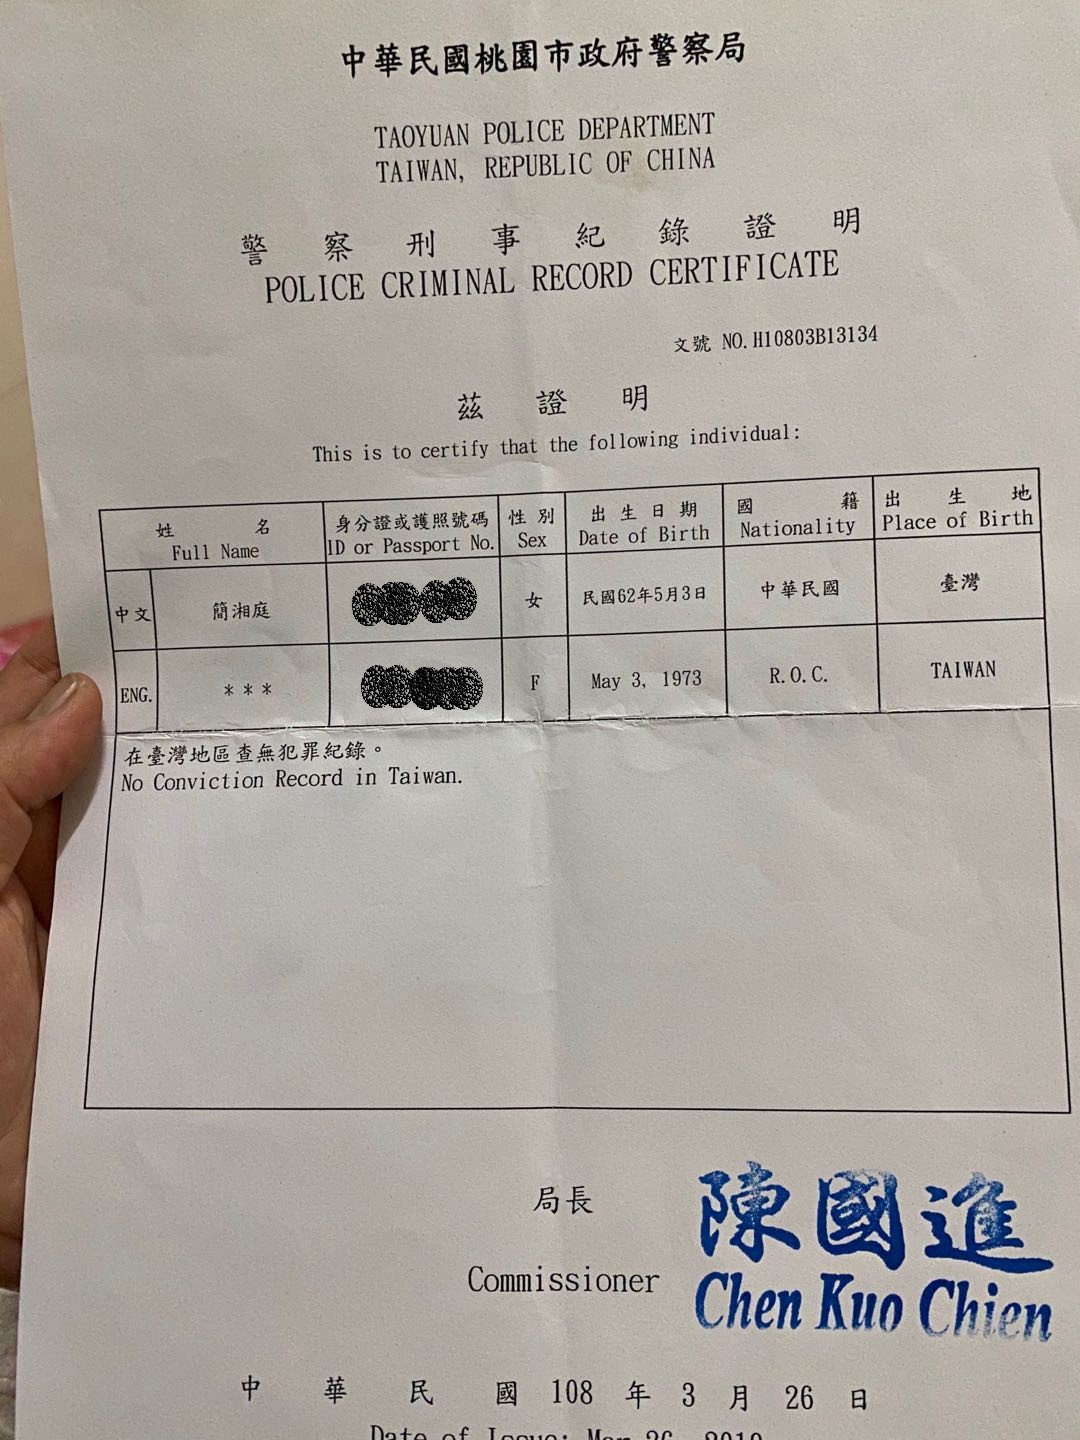 中華民國桃園市政府警察局
TAOYUAN POLICE DEPARTMENT
TAIWAN, REPUBLIC OF CHINA
警察刑事紀錄證明
POLICE CRIMINAL RECORD CERTIFICATE
文號 NO.H10803B13134
茲證明
This is to certify that the following individual:
姓名 身分證或護照號碼 性別 出生日期 國籍 出生地
Full Name ID or Passport No. Sex Date of Birth Nationality Place of Birth
中文 簡湘庭 女 民國62年5月3日 中華民國 臺灣
ENG. *** F May 3, 1973 R.O.C. TAIWAN
在臺灣地區查無犯罪紀錄。
No Conviction Record in Taiwan.
局長
陳國進
Commissioner
Chen Kuo Chien
中華民國 108 年 3 月 26 日
Date of Issue: Mar 26, 2019